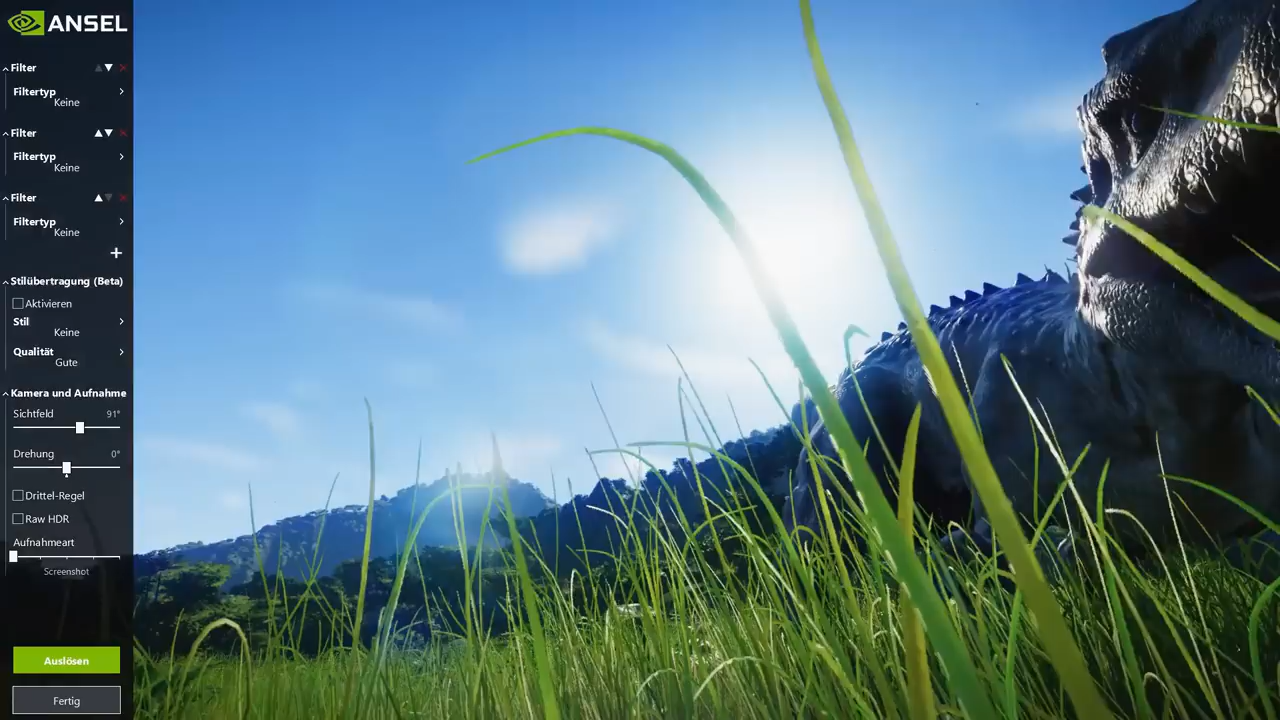 ANSEL
Filter
Filtertyp
Keine
Filter
Filtertyp
Keine
Filter
Filtertyp
Keine
Stilübertragung (Beta)
Aktivieren
Stil
Keine
Qualität
Gute
Kamera und Aufnahme
Sichtfeld 91°
Drehung 0°
Drittel-Regel
Raw HDR
Aufnahmeart
Screenshot
Auslösen
Fertig